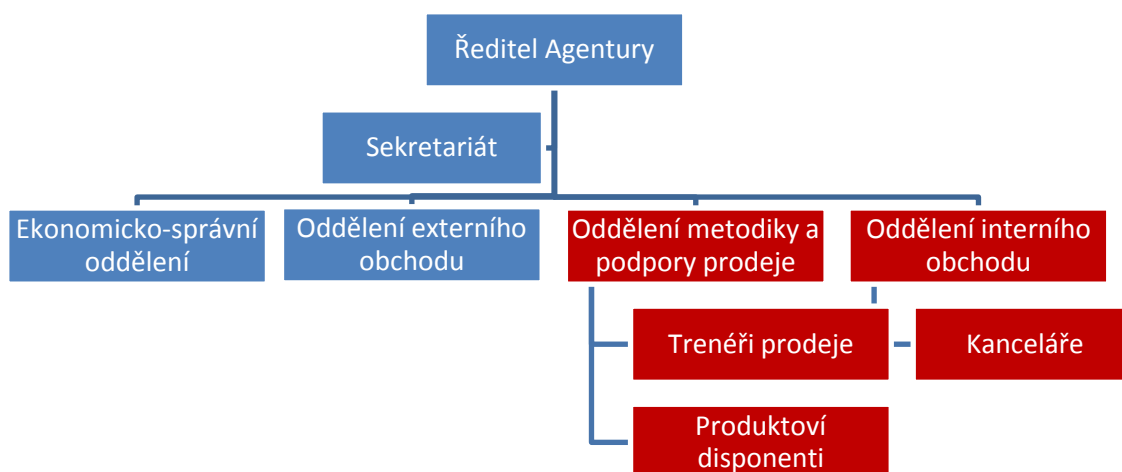 Ředitel Agentury
Sekretariát
Ekonomicko-správní
oddělení
Oddělení externího
obchodu
Oddělení metodiky a
podpory prodeje
Oddělení interního
obchodu
Trenéři prodeje
Kanceláře
Produktoví
disponenti